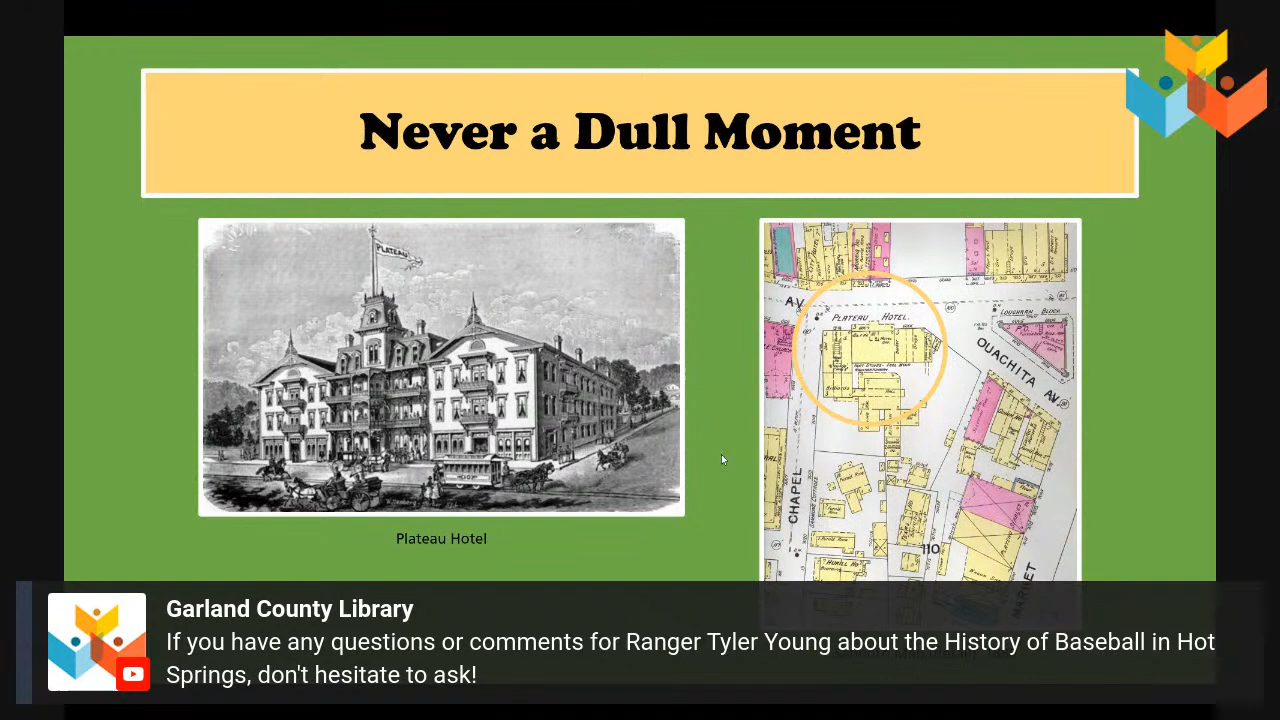 Never a Dull Moment
PLATEAU
PLATEAU HOTEL.
AV.
LOUGHRAN BLOCK
OUACHITA
AV.
CHAPEL
110
MARKET
Plateau Hotel
Garland County Library
If you have any questions or comments for Ranger Tyler Young about the History of Baseball in Hot
Springs, don't hesitate to ask!